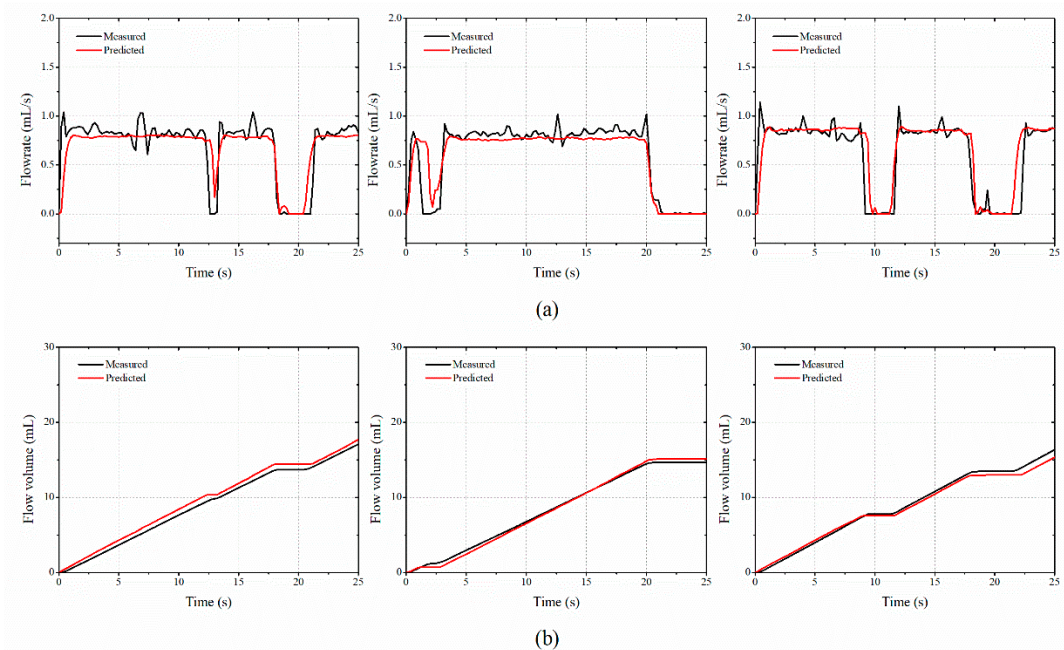 2.0
1.5
1.0
0.5
0.0
Flowrate (mL/s)
Measured
Predicted
0 5 10 15 20 25
Time (s)
2.0
1.5
1.0
0.5
0.0
Flowrate (mL/s)
Measured
Predicted
0 5 10 15 20 25
Time (s)
2.0
1.5
1.0
0.5
0.0
Flowrate (mL/s)
Measured
Predicted
0 5 10 15 20 25
Time (s)
(a)
30
20
10
0
Flow volume (mL)
Measured
Predicted
0 5 10 15 20 25
Time (s)
30
20
10
0
Flow volume (mL)
Measured
Predicted
0 5 10 15 20 25
Time (s)
30
20
10
0
Flow volume (mL)
Measured
Predicted
0 5 10 15 20 25
Time (s)
(b)